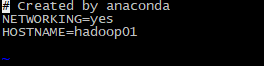 # Created by anaconda
NETWORKING=yes
HOSTNAME=hadoop01
~